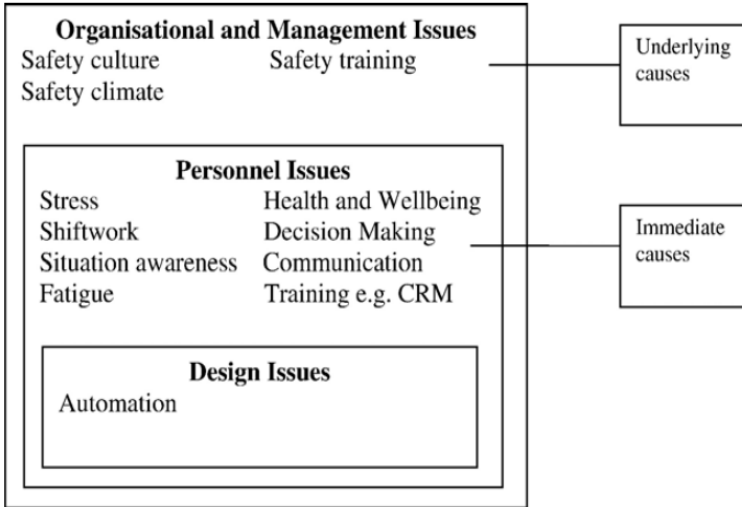 Organisational and Management Issues
Safety culture Safety training
Safety climate
Underlying
causes
Personnel Issues
Stress Health and Wellbeing
Shiftwork Decision Making
Situation awareness Communication
Fatigue Training e.g. CRM
Immediate
causes
Design Issues
Automation